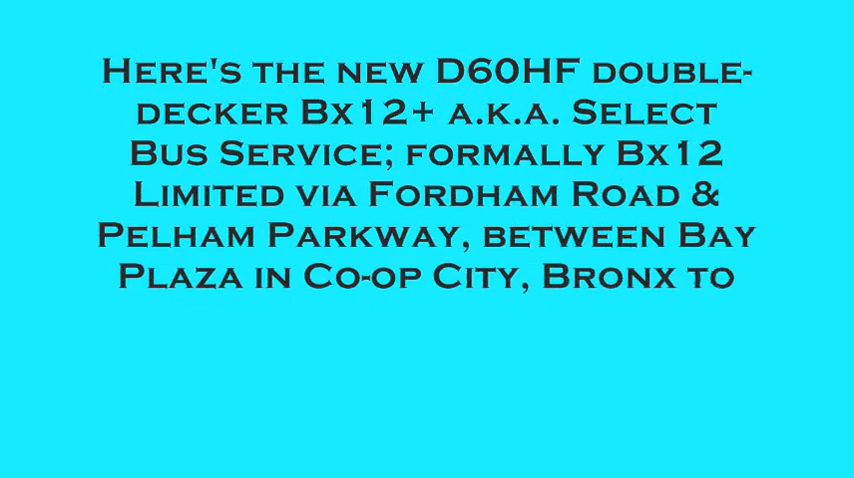 Here's the new D60HF double-
decker Bx12+ a.k.a. Select
Bus Service; formally Bx12
Limited via Fordham Road &
Pelham Parkway, between Bay
Plaza in Co-op City, Bronx to